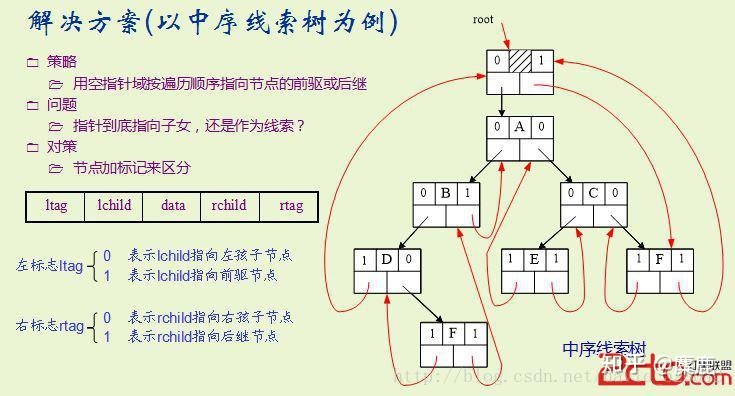 解决方案(以中序线索树为例)
策略
用空指针域按遍历顺序指向节点的前驱或后继
问题
指针到底指向子女，还是作为线索？
对策
节点加标记来区分
ltag lchild data rchild rtag
左标志ltag
0 表示lchild指向左孩子节点
1 表示lchild指向前驱节点
右标志rtag
0 表示rchild指向右孩子节点
1 表示rchild指向后继节点
root
0 1
0 A 0
0 B 1
0 C 0
1 D 0
1 E 1
1 F 1
1 F 1
中序线索树
知乎 @麋鹿
http://blog.csdn.net/
联盟